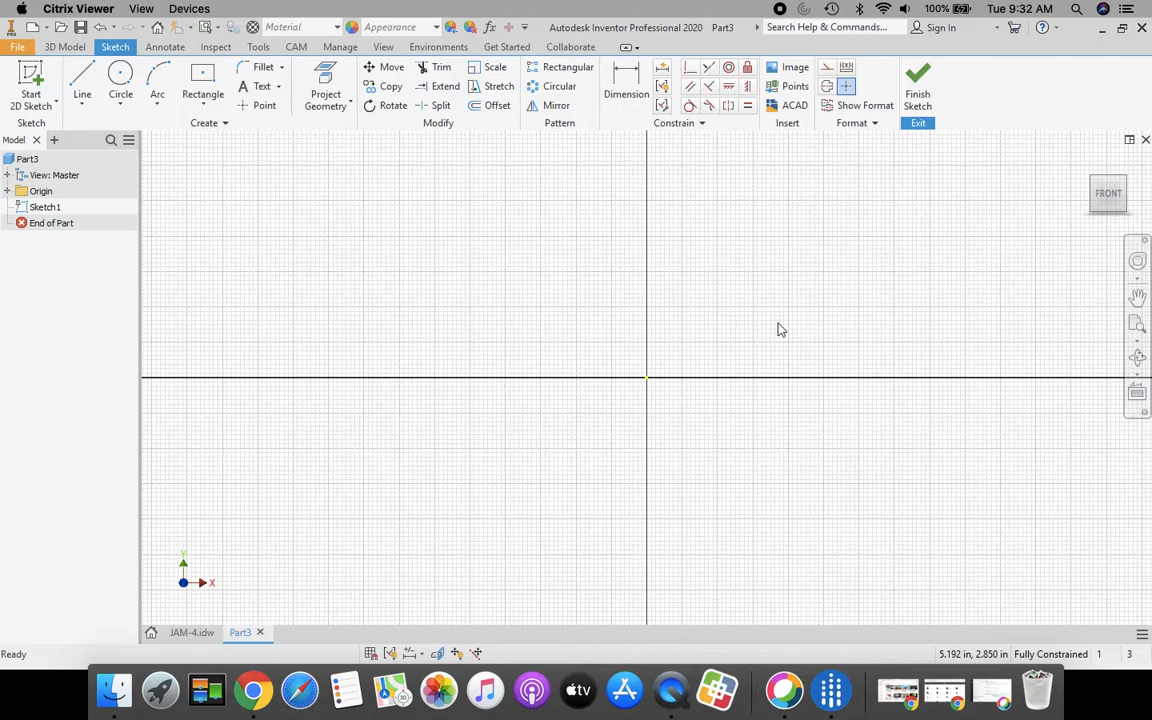 Citrix Viewer View Devices 100% Tue 9:32 AM
PRO Material Appearance Autodesk Inventor Professional 2020 Part3 Search Help & Commands... Sign In
File 3D Model Sketch Annotate Inspect Tools CAM Manage View Environments Get Started Collaborate
Start 2D Sketch
Line
Circle
Arc
Rectangle
Fillet
Text
Point
Project Geometry
Move
Copy
Rotate
Trim
Extend
Split
Scale
Stretch
Offset
Rectangular
Circular
Mirror
Dimension
Image
Points
ACAD
Show Format
Finish Sketch
Sketch Create Modify Pattern Constrain Insert Format Exit
Model
Part3
View: Master
Origin
Sketch1
End of Part
FRONT
Y
X
JAM-4.idw Part3
Ready 5.192 in, 2.850 in Fully Constrained 1 3